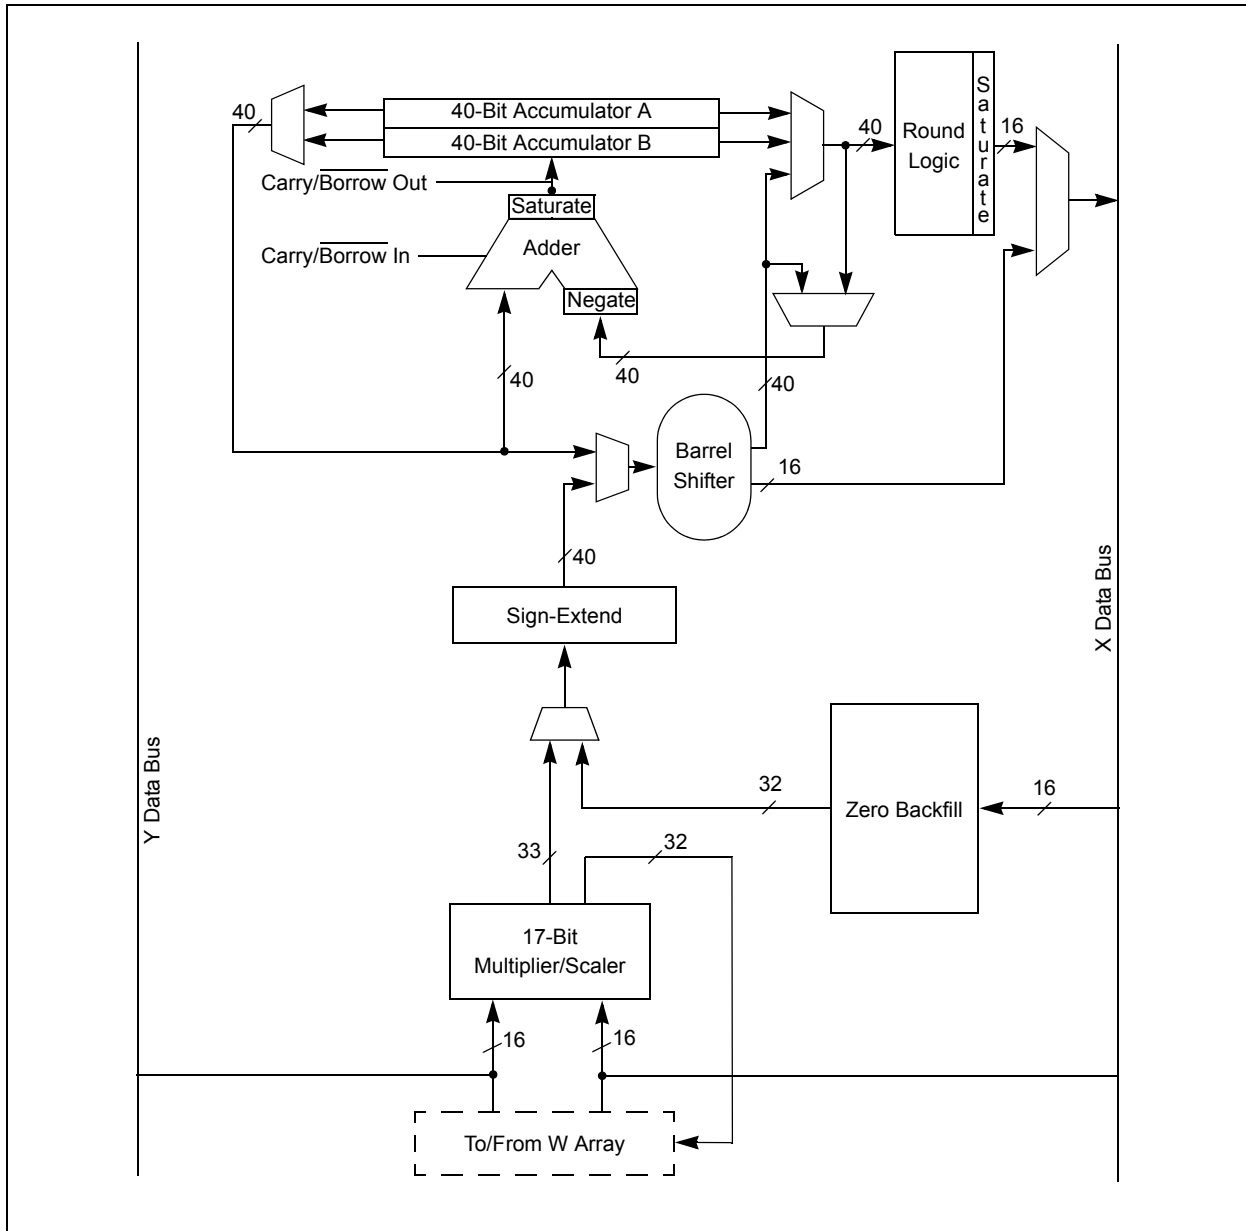 40
40-Bit Accumulator A
40-Bit Accumulator B
40
Round
Logic
Saturate
16
Carry/Borrow Out
Saturate
Carry/Borrow In
Adder
Negate
40
40
40
Barrel
Shifter
16
40
Sign-Extend
X Data Bus
Y Data Bus
32
Zero Backfill
16
33
32
17-Bit
Multiplier/Scaler
16
16
To/From W Array